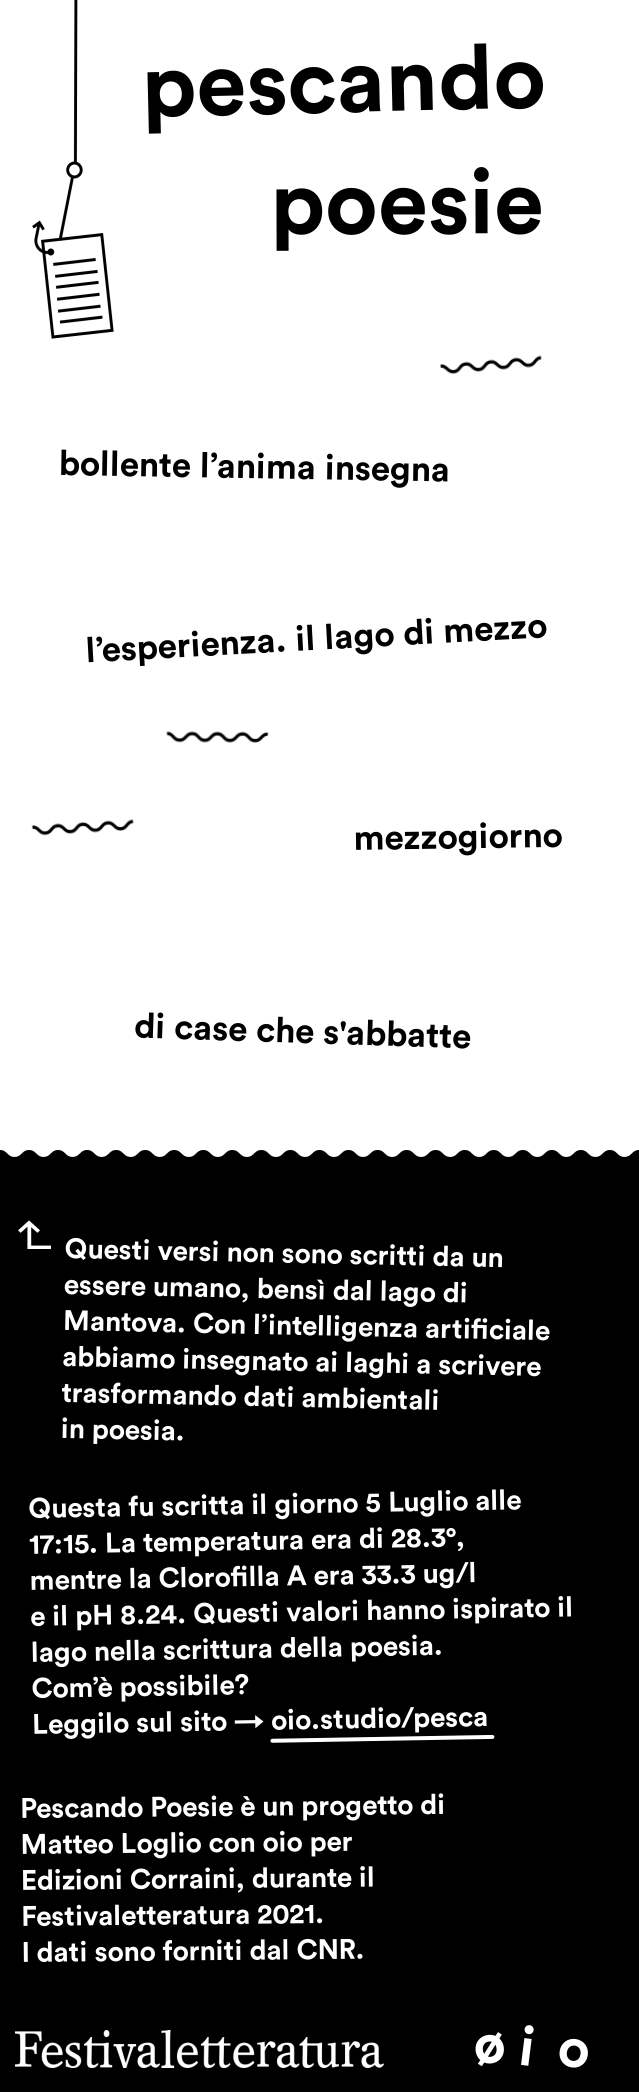 pescando
poesie
bollente l’anima insegna
l’esperienza. il lago di mezzo
mezzogiorno
di case che s'abbatte
Questi versi non sono scritti da un
essere umano, bensì dal lago di
Mantova. Con l’intelligenza artificiale
abbiamo insegnato ai laghi a scrivere
trasformando dati ambientali
in poesia.
Questa fu scritta il giorno 5 Luglio alle
17:15. La temperatura era di 28.3°,
mentre la Clorofilla A era 33.3 ug/l
e il pH 8.24. Questi valori hanno ispirato il
lago nella scrittura della poesia.
Com’è possibile?
Leggilo sul sito → oio.studio/pesca
Pescando Poesie è un progetto di
Matteo Loglio con oio per
Edizioni Corraini, durante il
Festivaletteratura 2021.
I dati sono forniti dal CNR.
Festivaletteratura øio